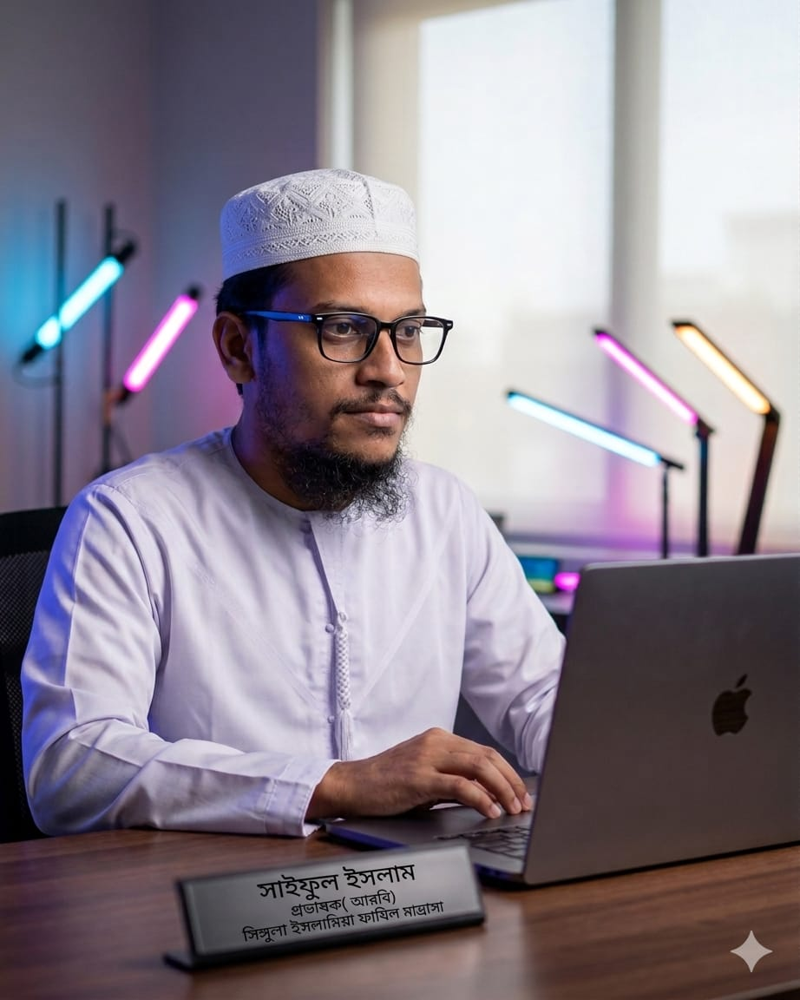 সাইফুল ইসলাম
প্রভাষক( আরবি)
সিঙ্গুলা ইসলামিয়া ফাযিল মাদ্রাসা